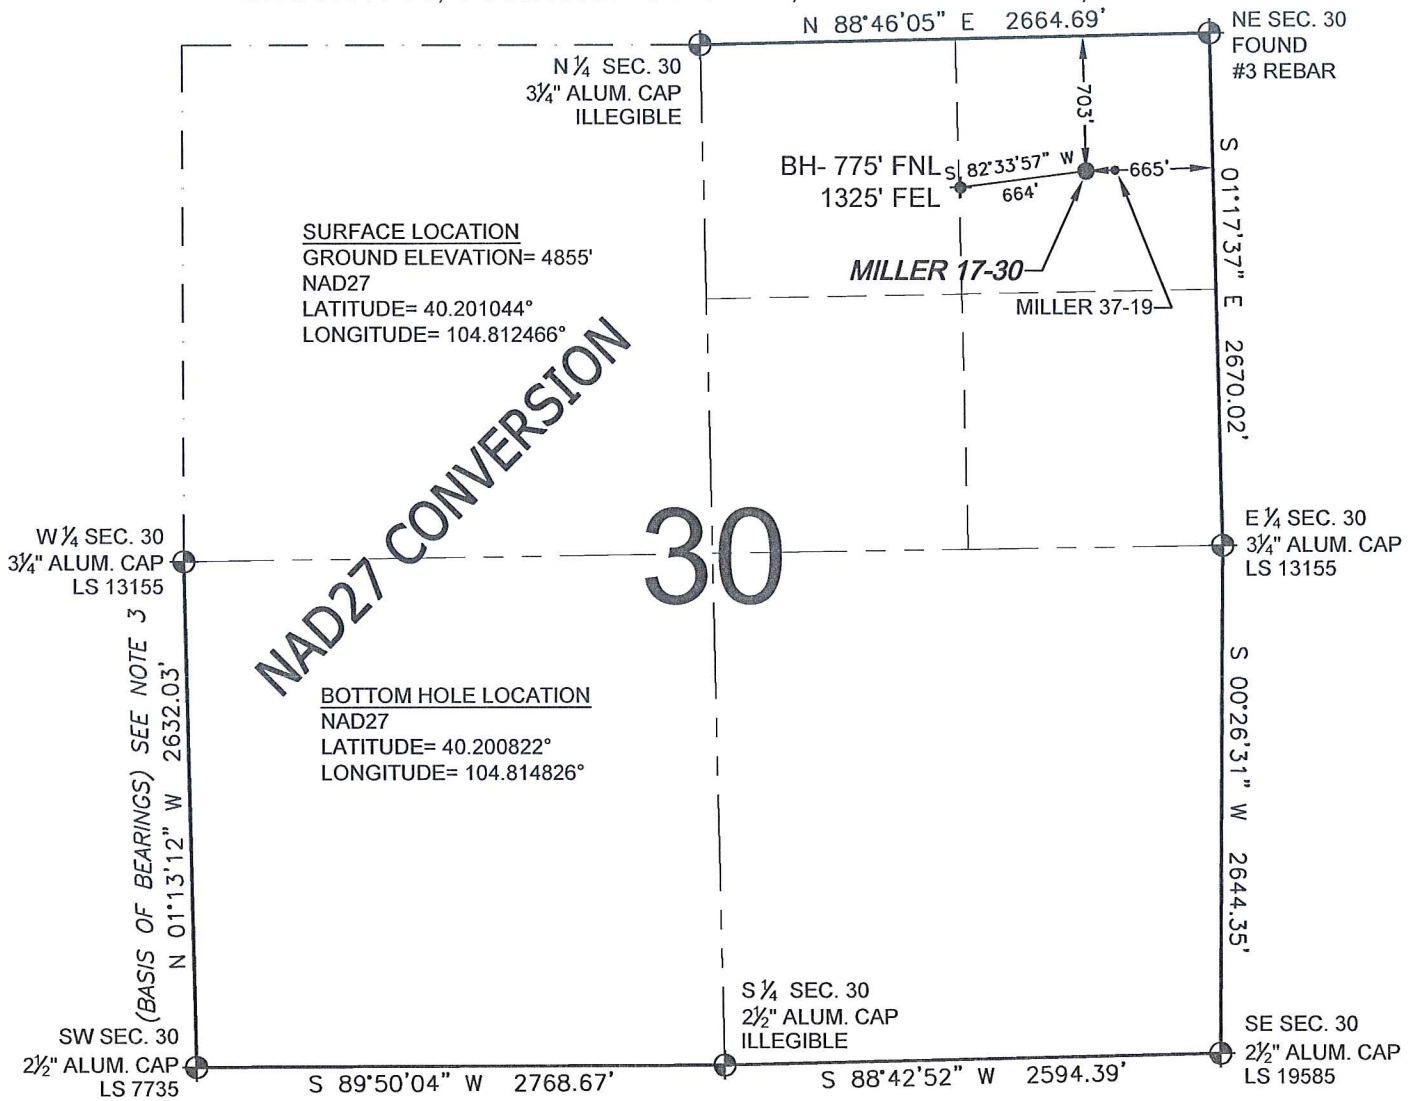 N 88°46'05" E 2664.69'
NE SEC. 30
FOUND
#3 REBAR
N ¼ SEC. 30
3¼" ALUM. CAP
ILLEGIBLE
703'
BH- 775' FNL
1325' FEL
S 82°33'57" W
664'
665'
S 01°17'37" E 2670.02'
MILLER 17-30
MILLER 37-19
SURFACE LOCATION
GROUND ELEVATION= 4855'
NAD27
LATITUDE= 40.201044°
LONGITUDE= 104.812466°
NAD27 CONVERSION
30
W ¼ SEC. 30
3¼" ALUM. CAP
LS 13155
E ¼ SEC. 30
3¼" ALUM. CAP
LS 13155
(BASIS OF BEARINGS) SEE NOTE 3
N 01°13'12" W 2632.03'
BOTTOM HOLE LOCATION
NAD27
LATITUDE= 40.200822°
LONGITUDE= 104.814826°
S 00°26'31" W 2644.35'
S ¼ SEC. 30
2½" ALUM. CAP
ILLEGIBLE
SW SEC. 30
2½" ALUM. CAP
LS 7735
SE SEC. 30
2½" ALUM. CAP
LS 19585
S 89°50'04" W 2768.67'
S 88°42'52" W 2594.39'